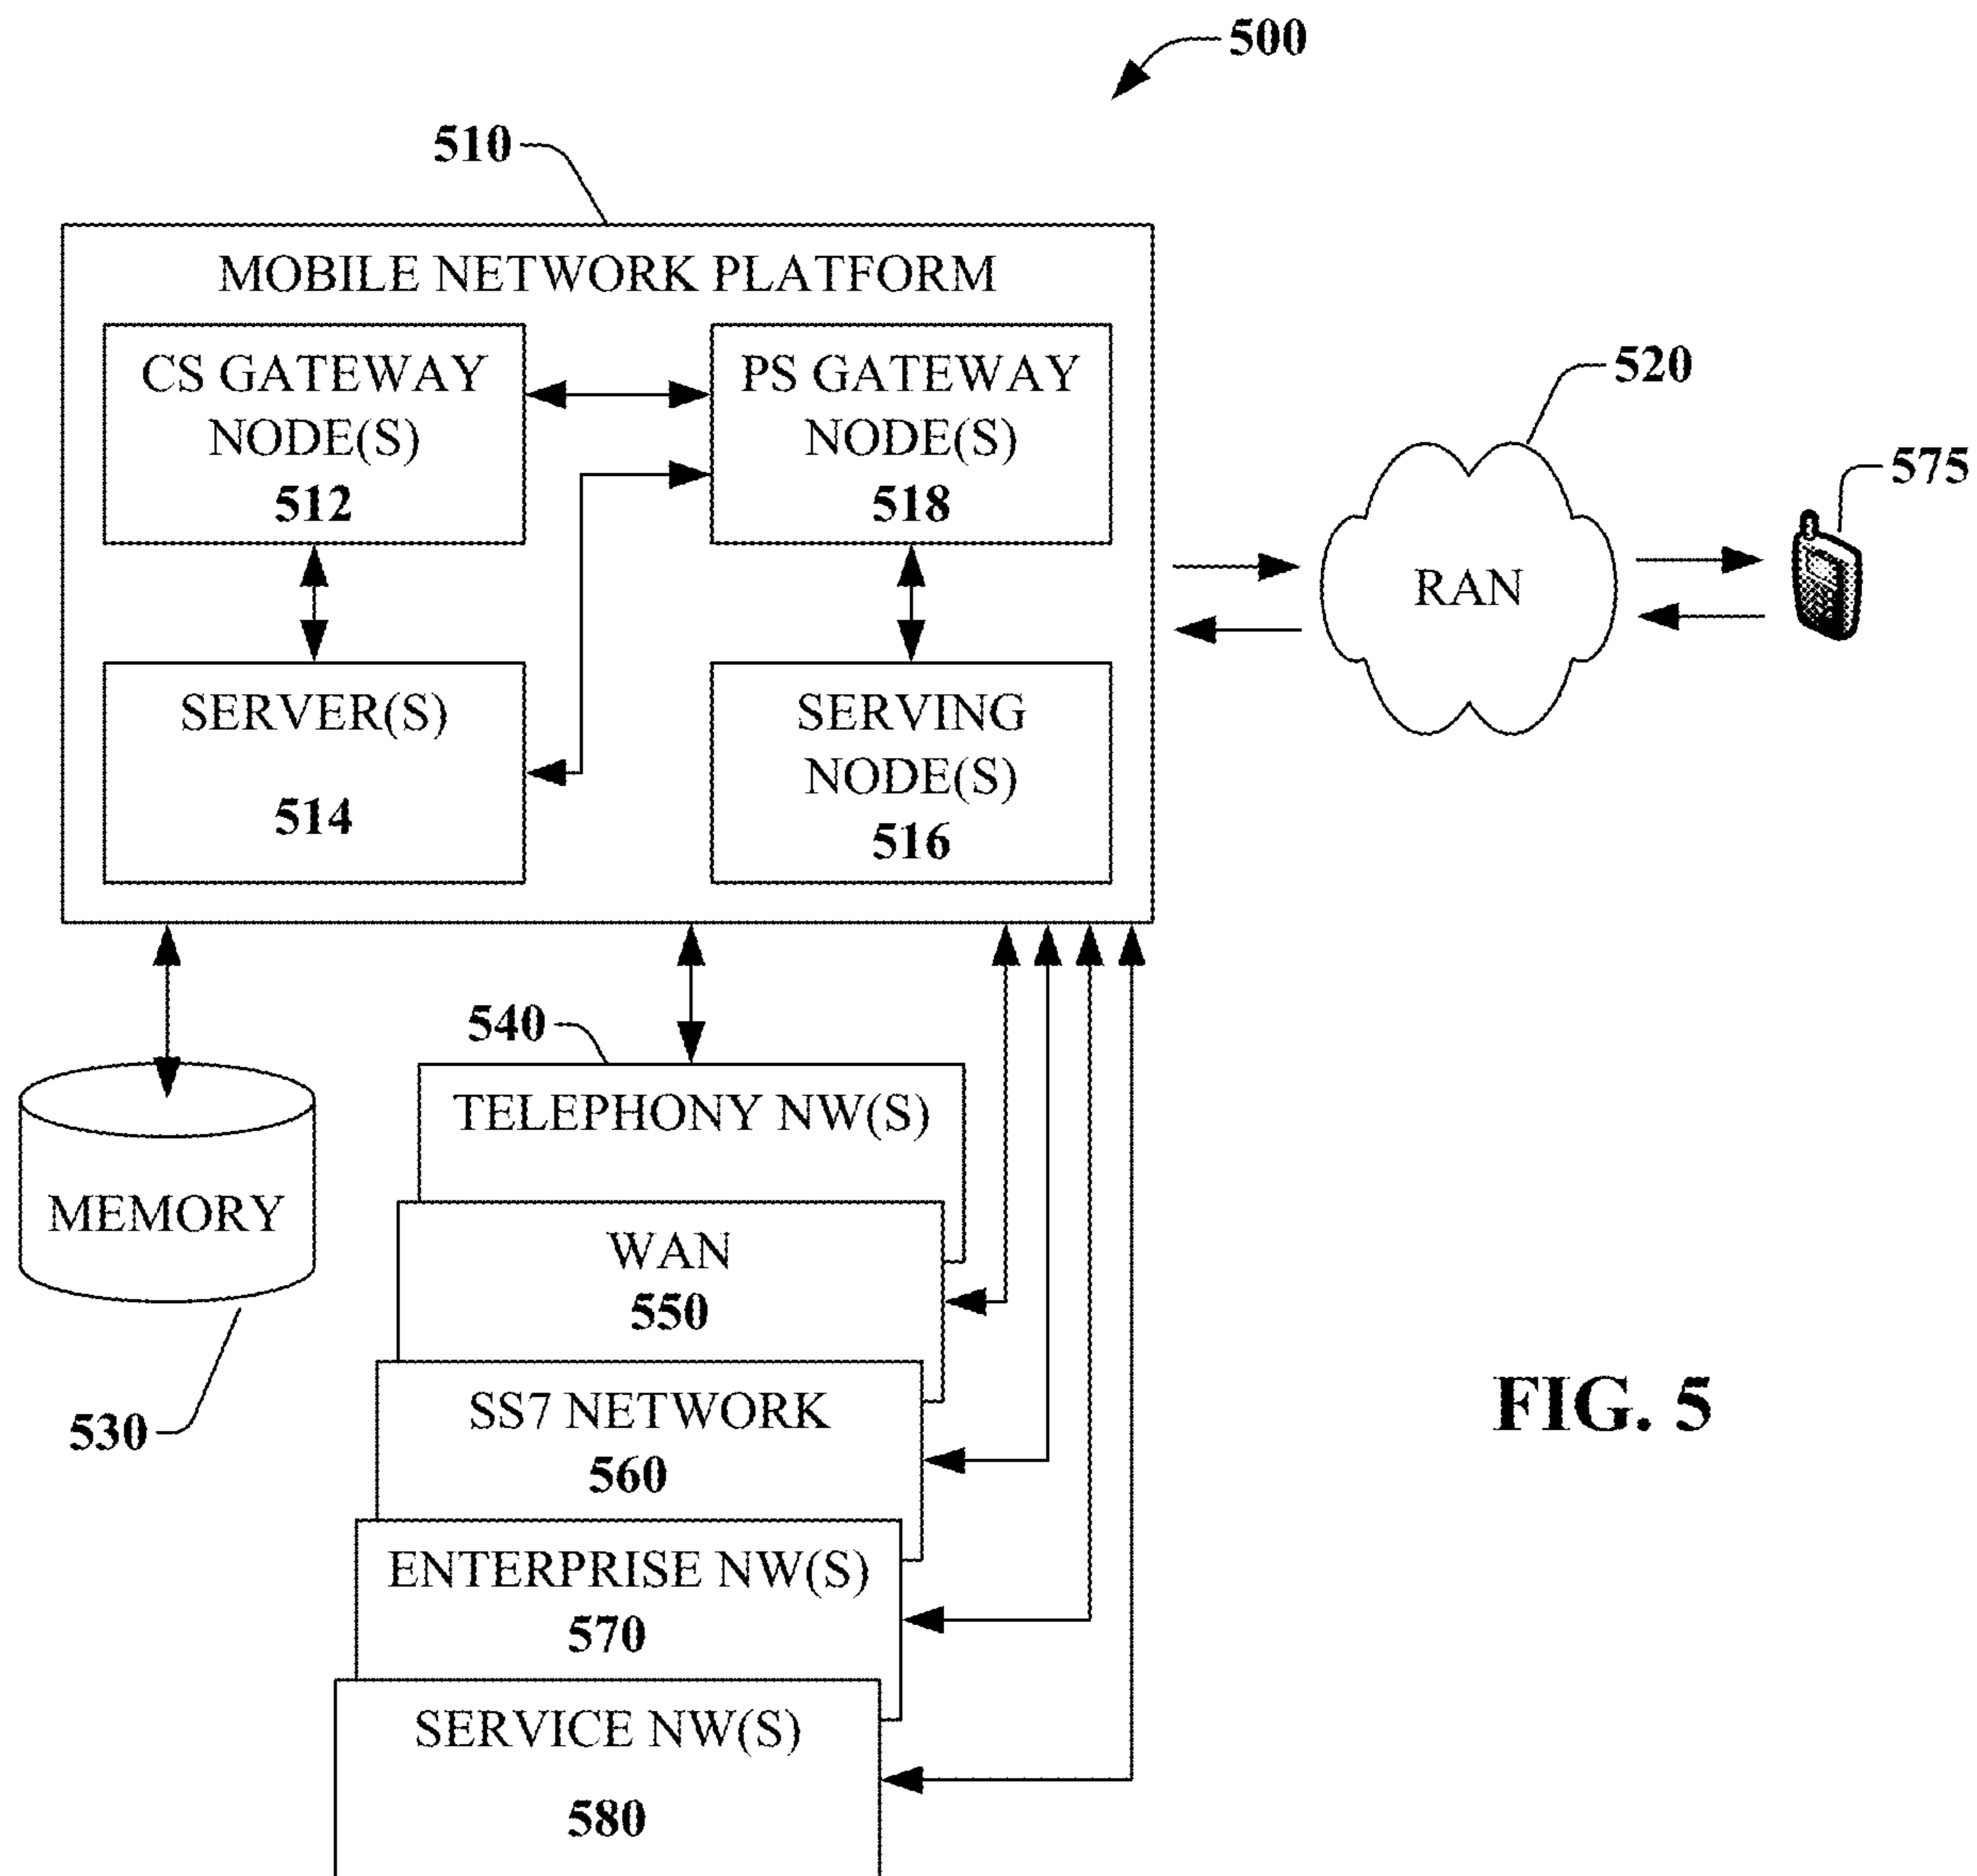 500
510
MOBILE NETWORK PLATFORM
CS GATEWAY
NODE(S)
512
PS GATEWAY
NODE(S)
518
SERVER(S)
514
SERVING
NODE(S)
516
520
RAN
575
540
TELEPHONY NW(S)
MEMORY
530
WAN
550
SS7 NETWORK
560
ENTERPRISE NW(S)
570
SERVICE NW(S)
580
FIG. 5